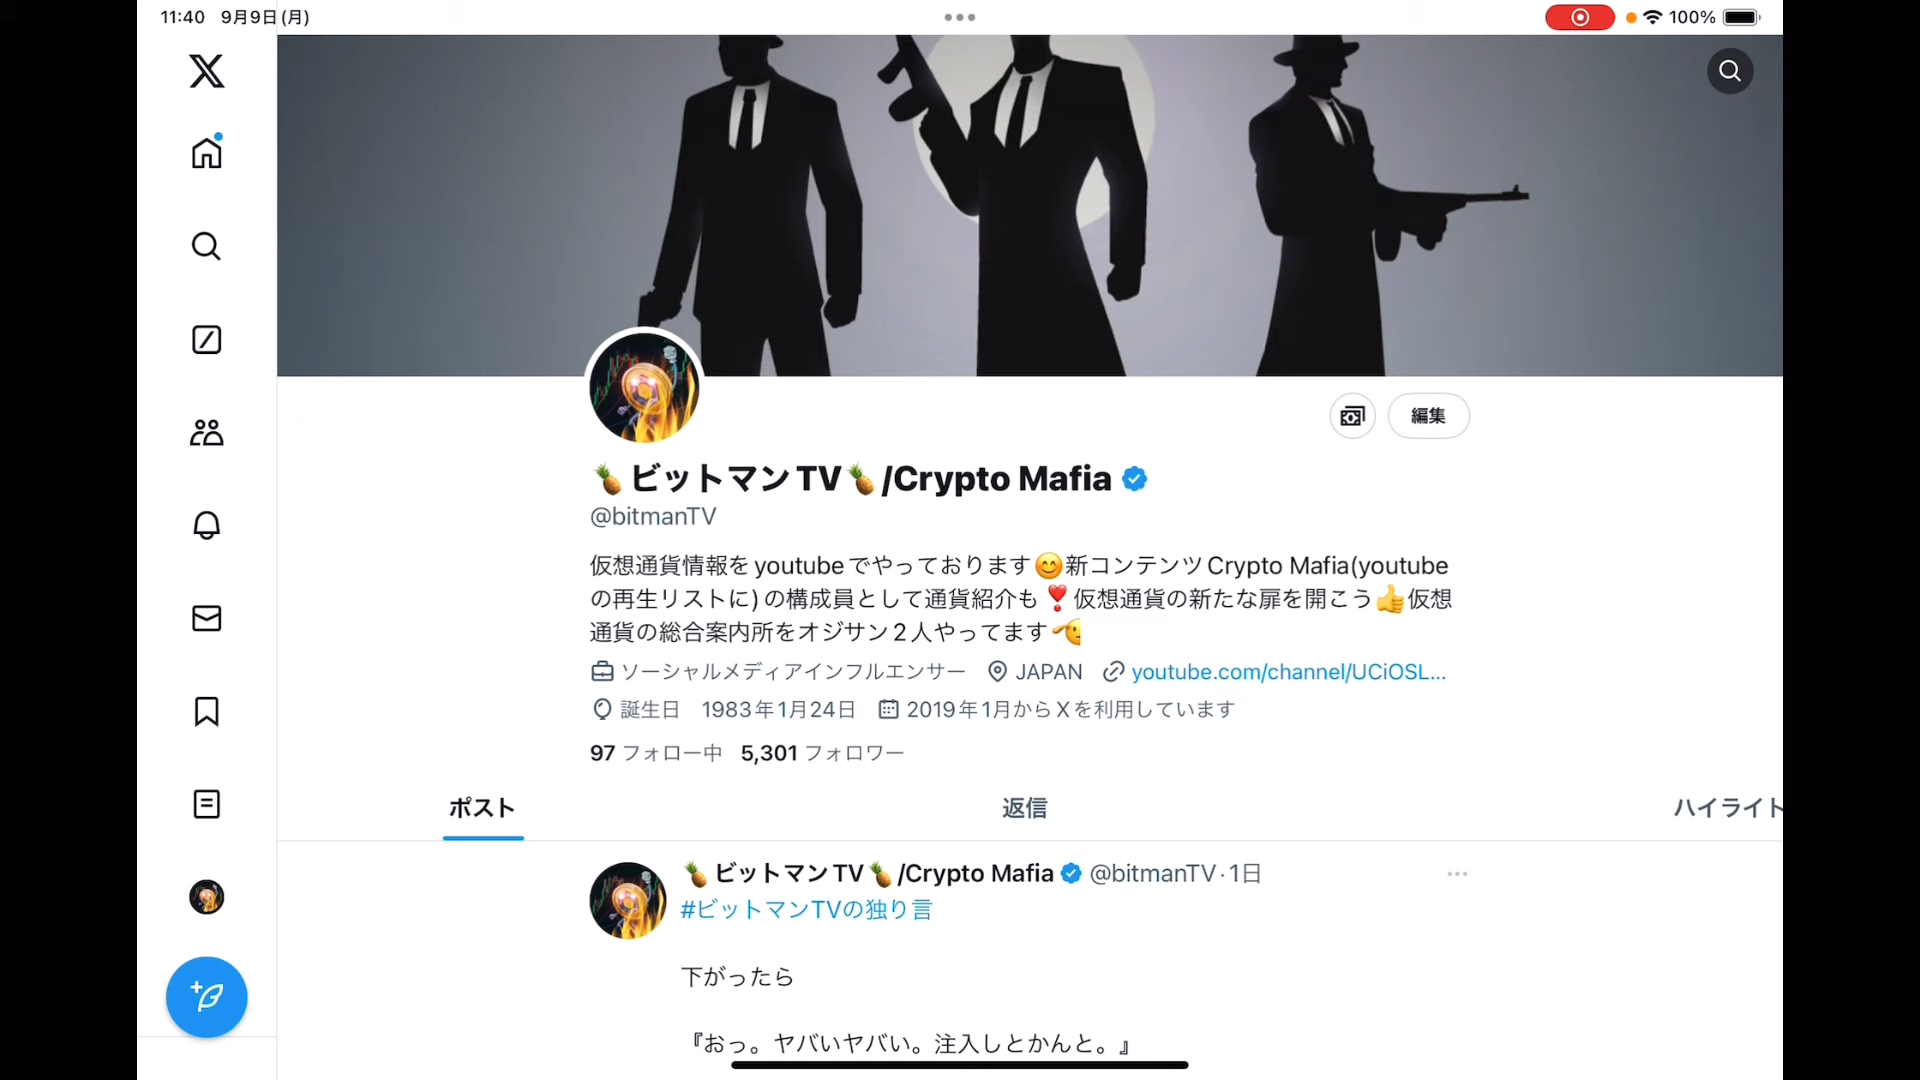 11:40 9月9日(月)
100%
🍍ビットマンTV🍍/Crypto Mafia
編集
@bitmanTV
仮想通貨情報をyoutubeでやっております😊新コンテンツCrypto Mafia(youtube
の再生リストに)の構成員として通貨紹介も❣️仮想通貨の新たな扉を開こう👍仮想
通貨の総合案内所をオジサン2人やってます🫡
ソーシャルメディアインフルエンサー JAPAN youtube.com/channel/UCiOSL...
誕生日 1983年1月24日 2019年1月からXを利用しています
97 フォロー中 5,301 フォロワー
ポスト 返信 ハイライト
🍍ビットマンTV🍍/Crypto Mafia @bitmanTV·1日
#ビットマンTVの独り言
下がったら
『おっ。ヤバいヤバい。注入しとかんと。』